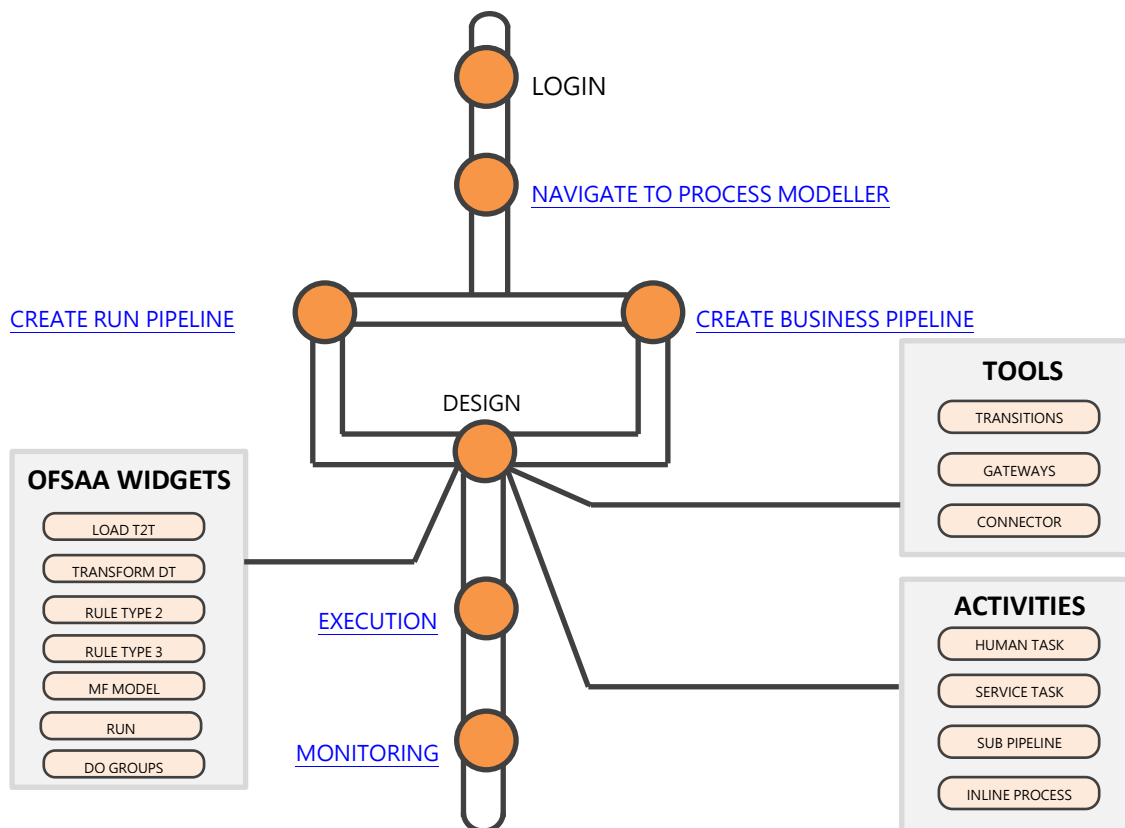 LOGIN
NAVIGATE TO PROCESS MODELLER
CREATE RUN PIPELINE
CREATE BUSINESS PIPELINE
DESIGN
TOOLS
TRANSITIONS
GATEWAYS
CONNECTOR
OFSAA WIDGETS
LOAD T2T
TRANSFORM DT
RULE TYPE 2
RULE TYPE 3
MF MODEL
RUN
DO GROUPS
EXECUTION
MONITORING
ACTIVITIES
HUMAN TASK
SERVICE TASK
SUB PIPELINE
INLINE PROCESS